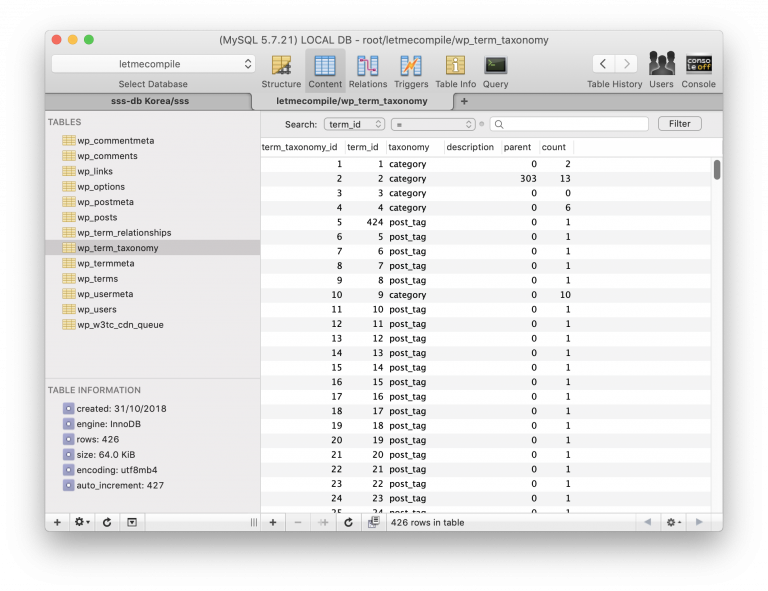 (MySQL 5.7.21) LOCAL DB - root/letmecompile/wp_term_taxonomy
letmecompile
Select Database
Structure Content Relations Triggers Table Info Query
Table History Users Console
conso
le off
sss-db Korea/sss
letmecompile/wp_term_taxonomy
+
TABLES
wp_commentmeta
wp_comments
wp_links
wp_options
wp_postmeta
wp_posts
wp_term_relationships
wp_term_taxonomy
wp_termmeta
wp_terms
wp_usermeta
wp_users
wp_w3tc_cdn_queue
TABLE INFORMATION
created: 31/10/2018
engine: InnoDB
rows: 426
size: 64.0 KiB
encoding: utf8mb4
auto_increment: 427
Search: term_id = Filter
term_taxonomy_id term_id taxonomy description parent count
1 1 category 0 2
2 2 category 303 13
3 3 category 0 0
4 4 category 0 6
5 424 post_tag 0 1
6 5 post_tag 0 1
7 6 post_tag 0 1
8 7 post_tag 0 1
9 8 post_tag 0 1
10 9 category 0 10
11 10 post_tag 0 1
12 11 post_tag 0 1
13 12 post_tag 0 1
14 13 post_tag 0 1
15 14 post_tag 0 1
16 15 post_tag 0 1
17 16 post_tag 0 1
18 17 post_tag 0 1
19 18 post_tag 0 1
20 19 post_tag 0 1
21 20 post_tag 0 1
22 21 post_tag 0 1
23 22 post_tag 0 1
24 23 post_tag 0 1
25 24 post_tag 0 1
426 rows in table